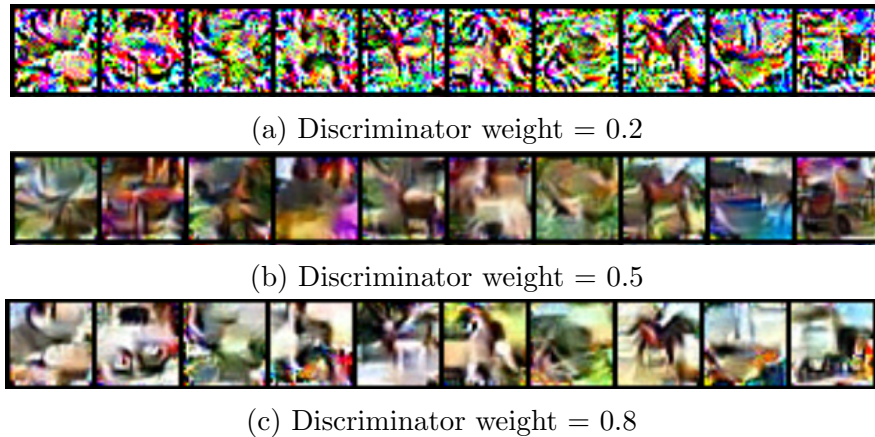 (a) Discriminator weight = 0.2
(b) Discriminator weight = 0.5
(c) Discriminator weight = 0.8